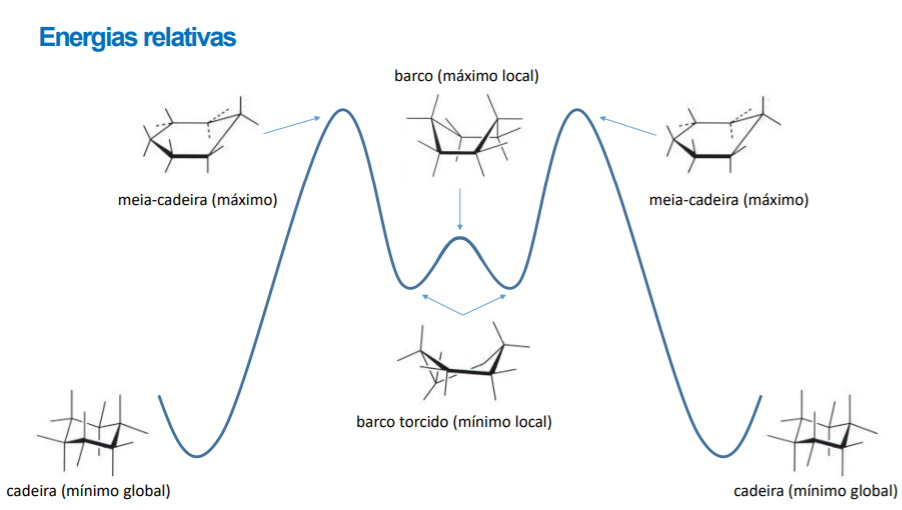 Energias relativas
barco (máximo local)
meia-cadeira (máximo)
meia-cadeira (máximo)
barco torcido (mínimo local)
cadeira (mínimo global)
cadeira (mínimo global)